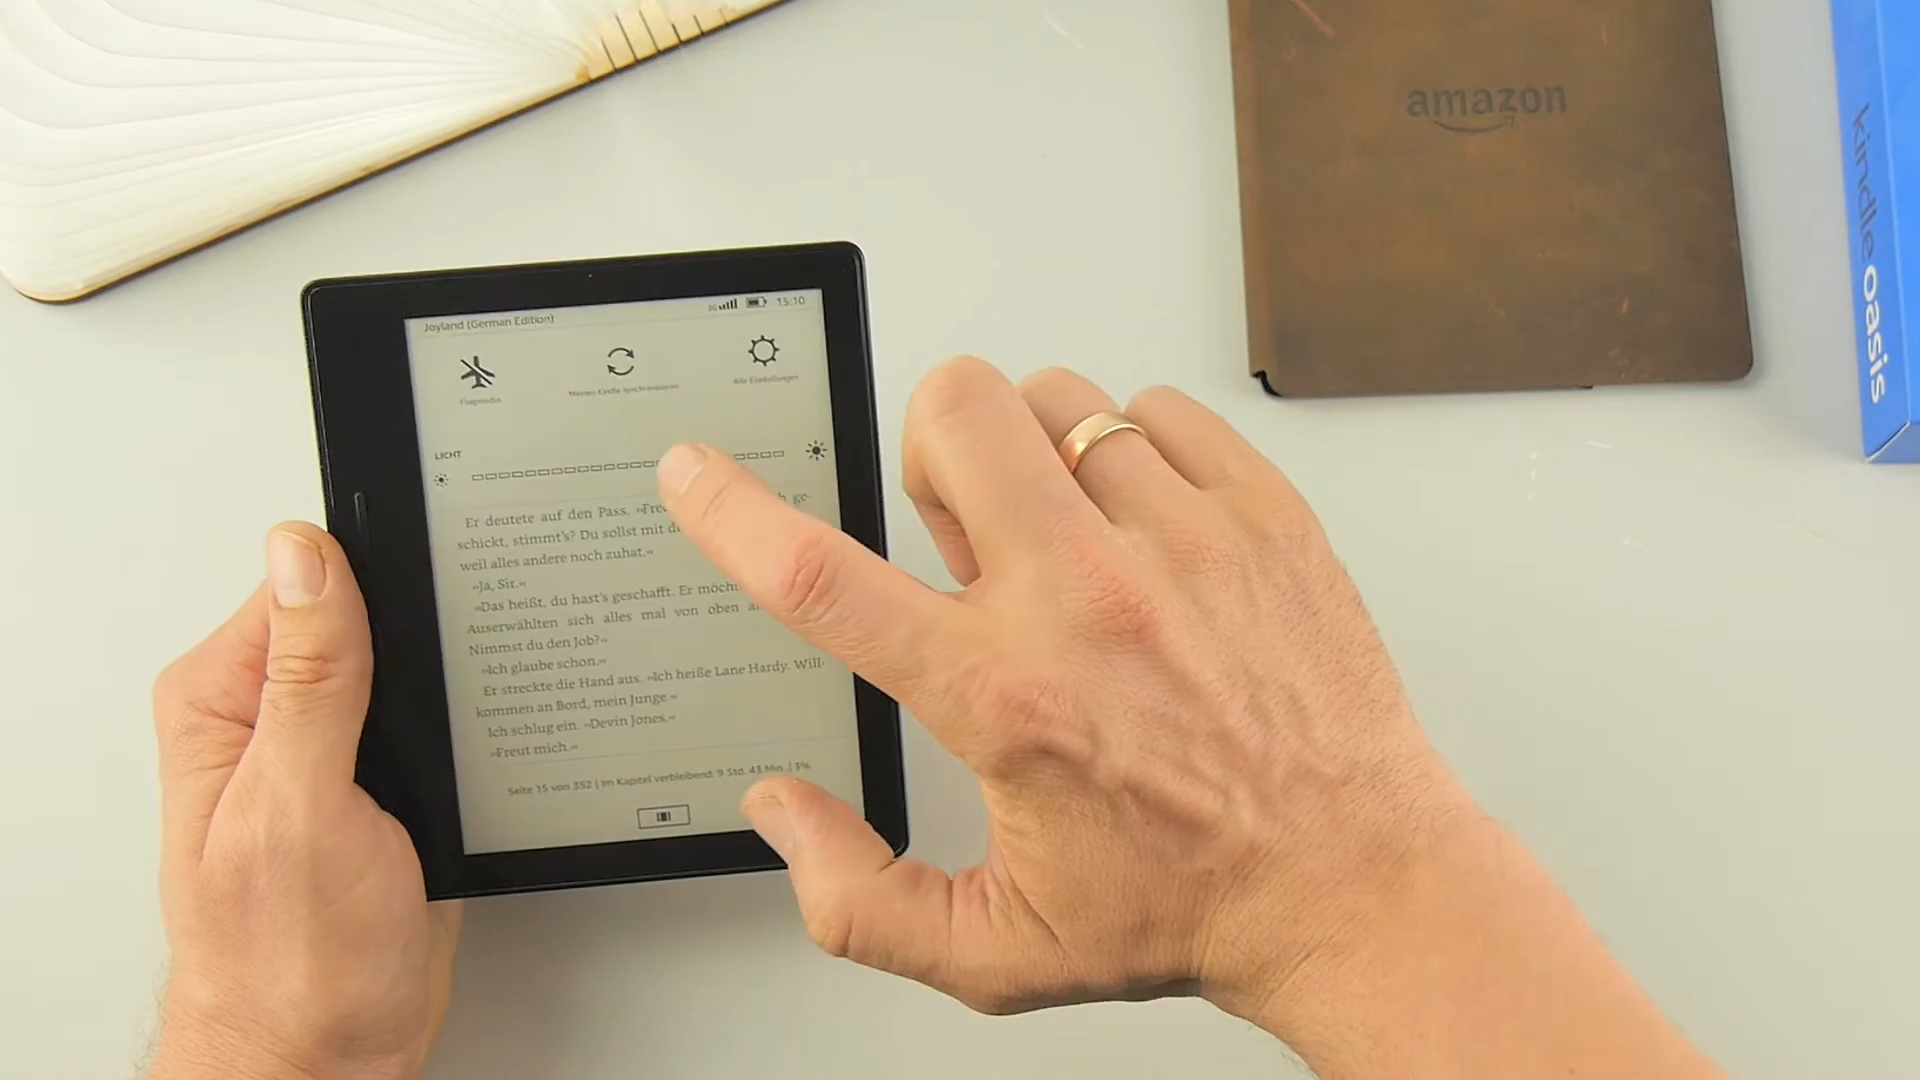 amazon
kindle oasis
Joyland (German Edition)
3G 15:10
Flugmodus
Meinen Kindle synchronisieren
Alle Einstellungen
LICHT
Er deutete auf den Pass. »Fre h ge-
schickt, stimmt's? Du sollst mit
weil alles andere noch zuhat.«
»Ja, Sir.«
»Das heißt, du hast's geschafft. Er möch
Auserwählten sich alles mal von oben
Nimmst du den Job?«
»Ich glaube schon.«
Er streckte die Hand aus. »Ich heiße Lane Hardy. Will-
kommen an Bord, mein Junge.«
Ich schlug ein. »Devin Jones.«
»Freut mich.«
Seite 15 von 352 | Im Kapitel verbleibend: 9 Std. 43 Min. | 3%